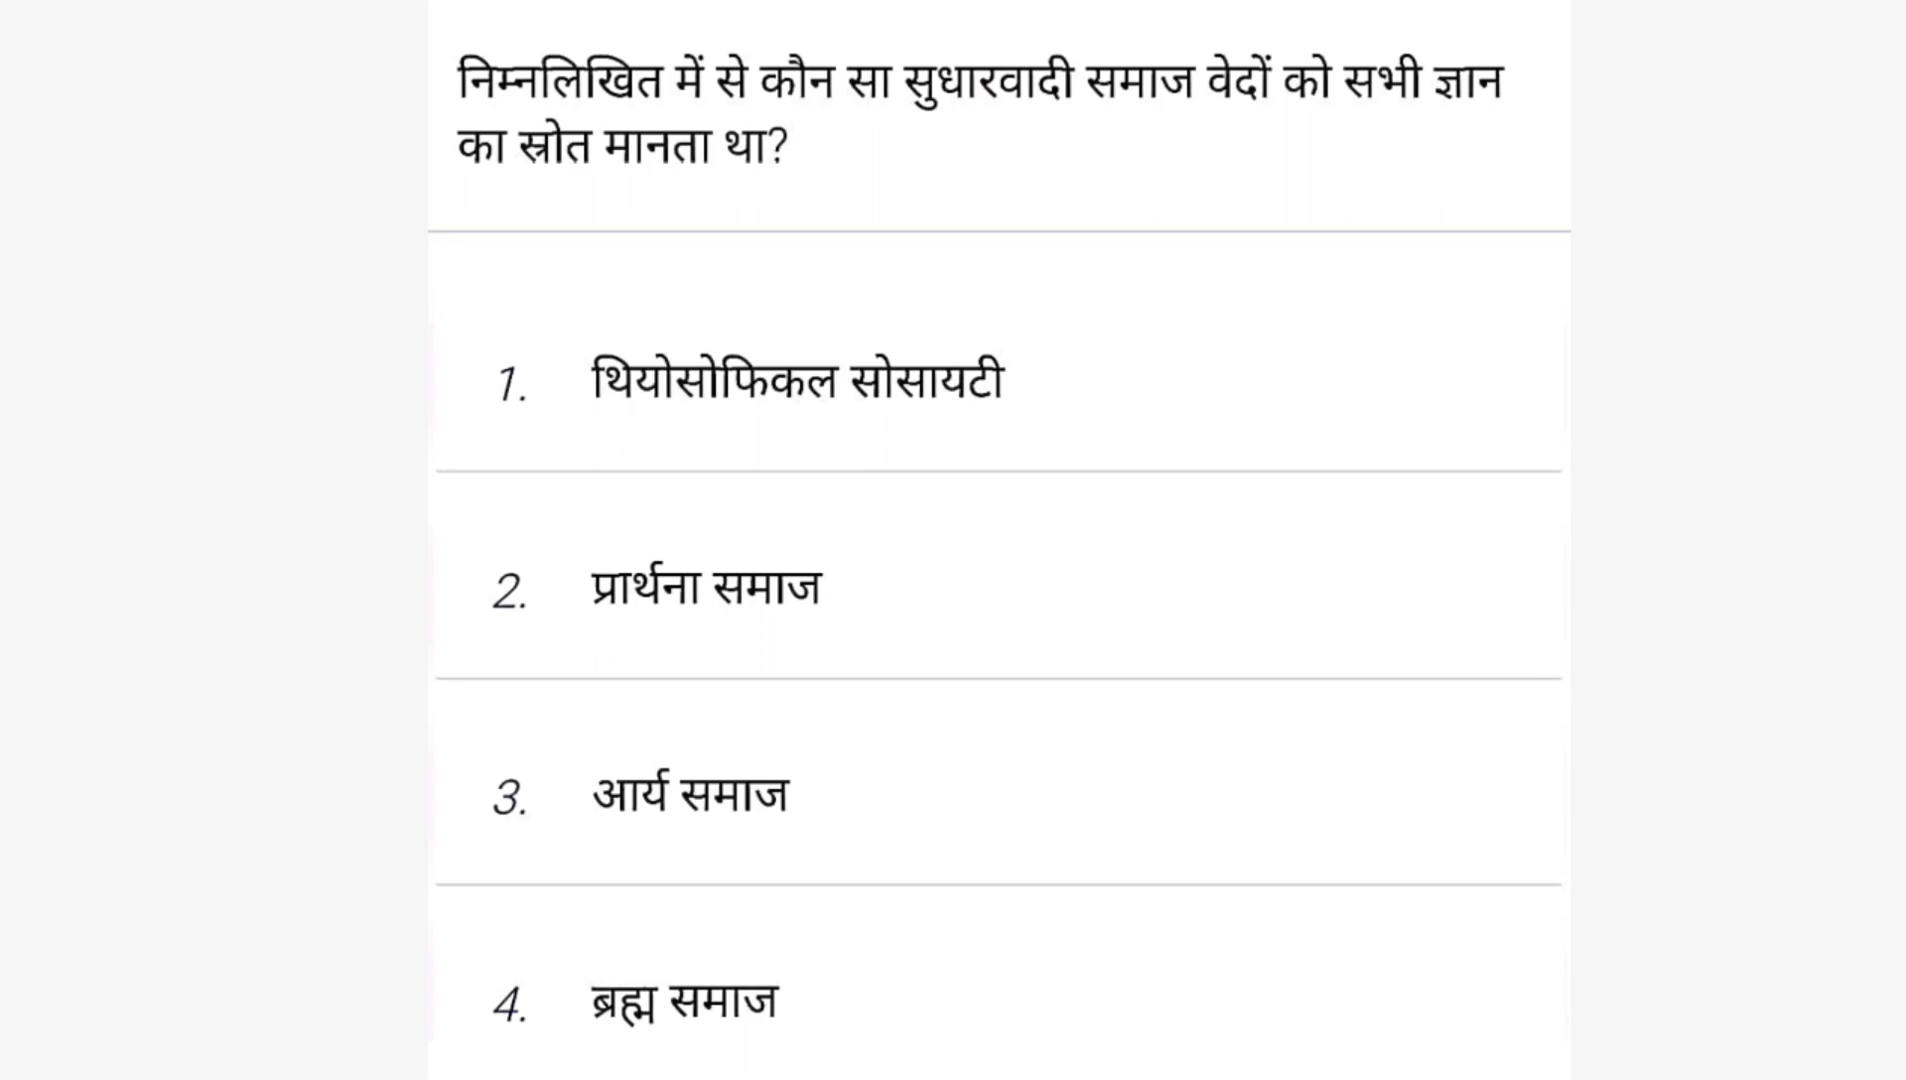 निम्नलिखित में से कौन सा सुधारवादी समाज वेदों को सभी ज्ञान
का स्रोत मानता था?
1. थियोसोफिकल सोसायटी
2. प्रार्थना समाज
3. आर्य समाज
4. ब्रह्म समाज